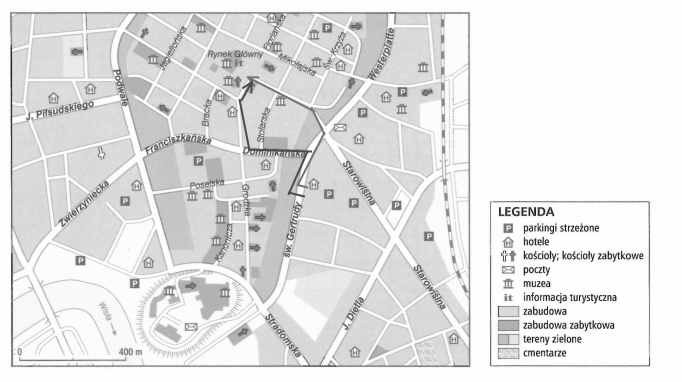 Floriańska
Św. Krzyża
Westerplatte
Jagiellońska
Rynek Główny
it
Mikołajska
Podwale
J. Piłsudskiego
Bracka
Stolarska
Franciszkańska
Dominikańska
Poselska
Grodzka
Starowiślna
Zwierzyniecka
Kanonicza
św. Gertrudy
Starowiślna
J. Dietla
Wisła
Stradomska
0 400 m
LEGENDA
P parkingi strzeżone
hotele
kościoły; kościoły zabytkowe
poczty
muzea
it informacja turystyczna
zabudowa
zabudowa zabytkowa
tereny zielone
cmentarze